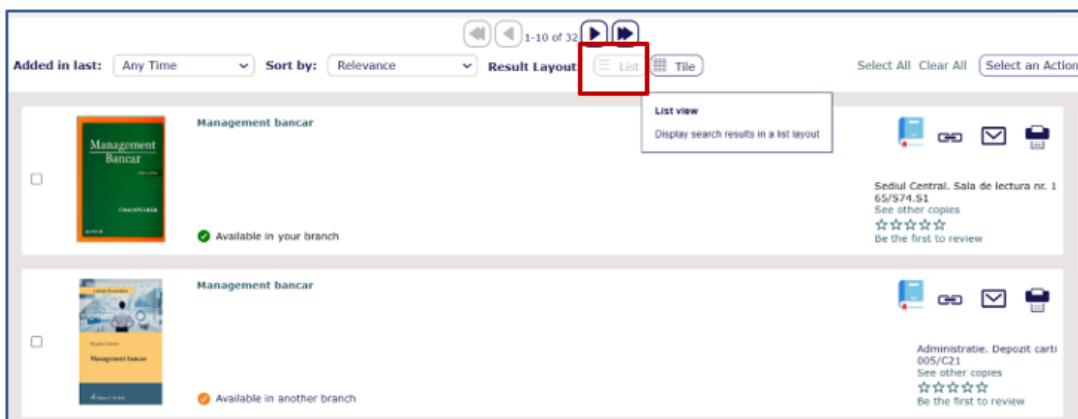 1-10 of 32
Added in last: Any Time Sort by: Relevance Result Layout: List Tile Select All Clear All Select an Action
List view
Display search results in a list layout
Management bancar
Management
Bancar
Sediul Central. Sala de lectura nr. 1
65/S74.S1
See other copies
Be the first to review
Available in your branch
Management bancar
Management bancar
Administratie. Depozit carti
005/C21
See other copies
Be the first to review
Available in another branch